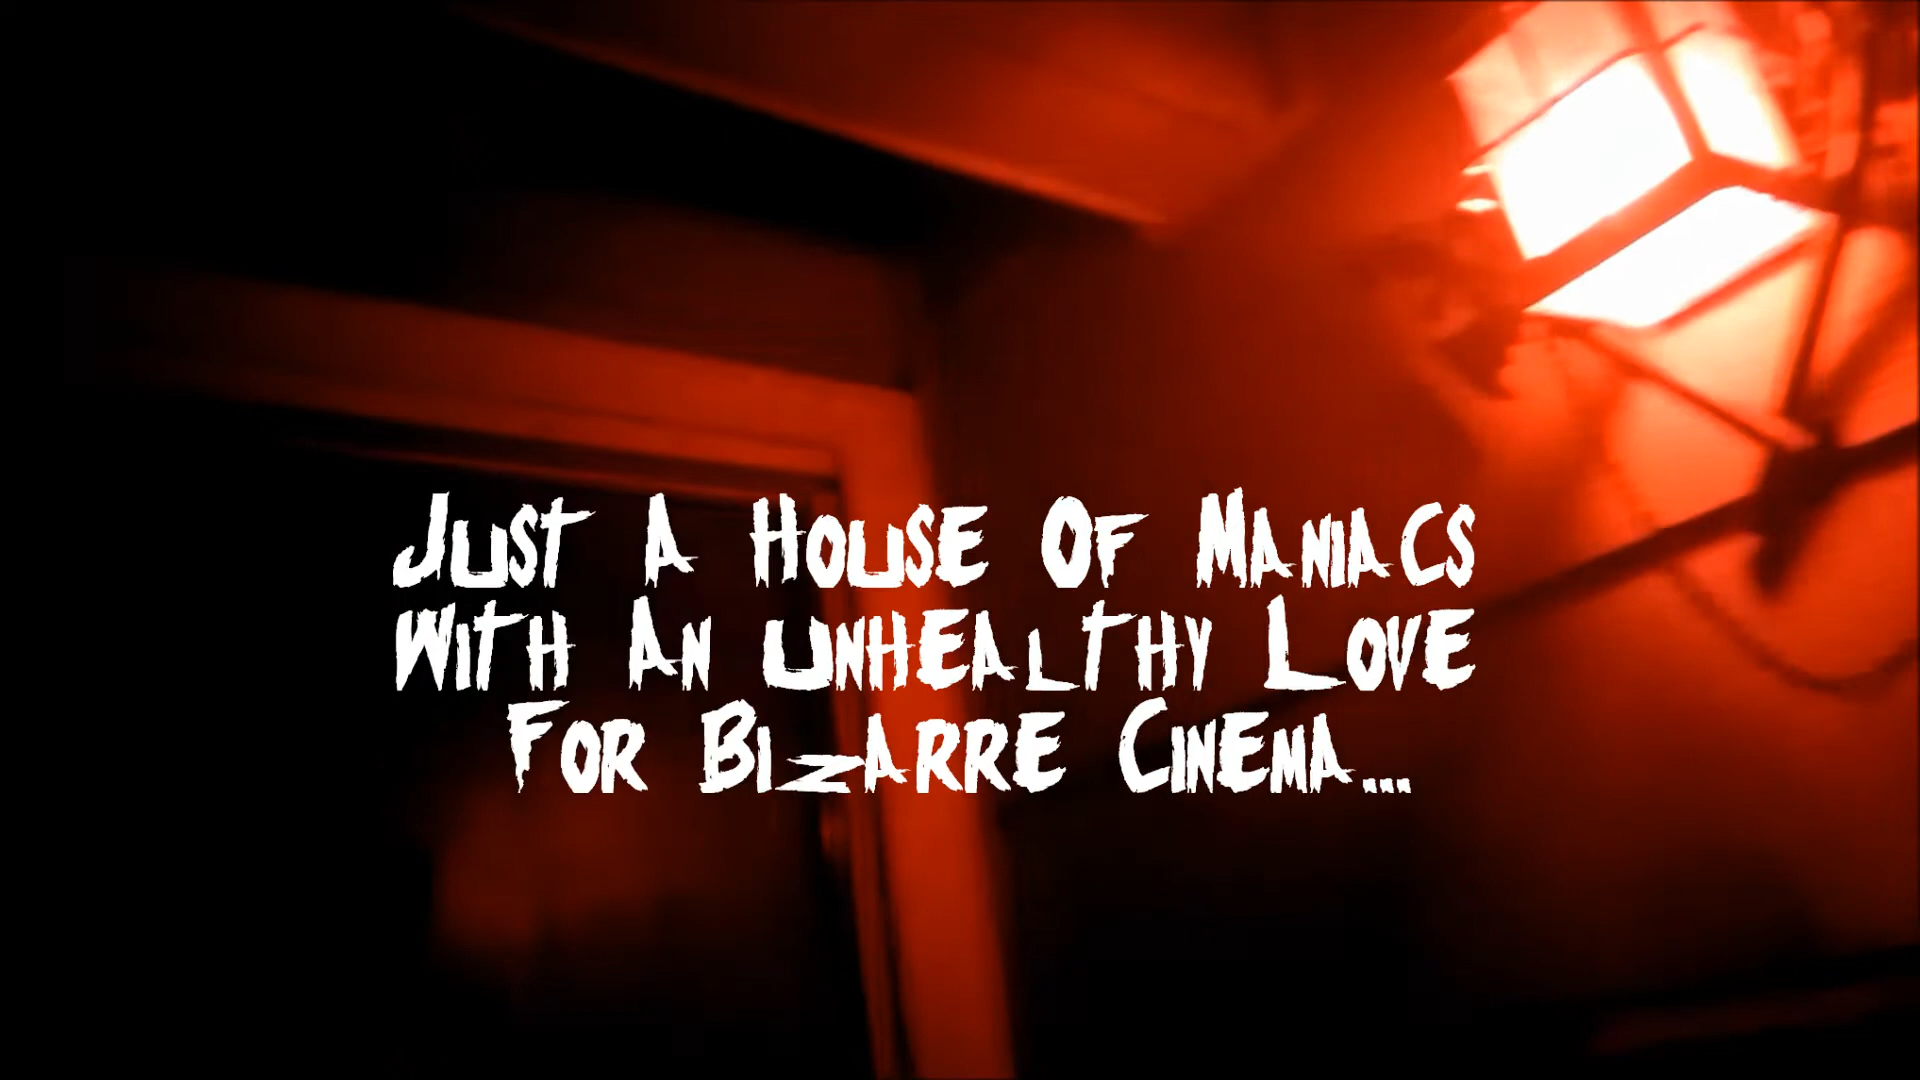 Just A House Of Maniacs
With An Unhealthy Love
For Bizarre Cinema...